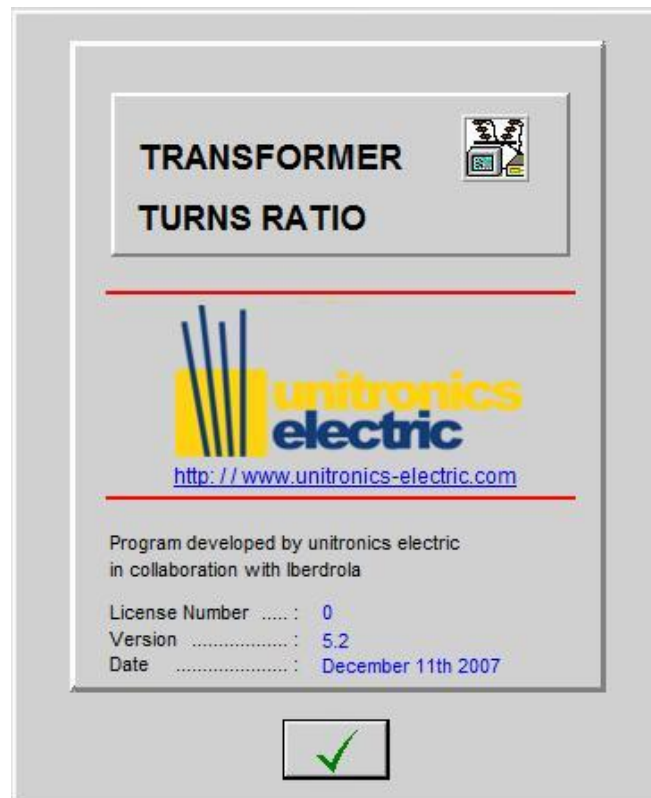 TRANSFORMER
TURNS RATIO
unitronics
electric
http: / / www.unitronics-electric.com
Program developed by unitronics electric
in collaboration with Iberdrola
License Number ..... : 0
Version .................. : 5.2
Date ..................... : December 11th 2007